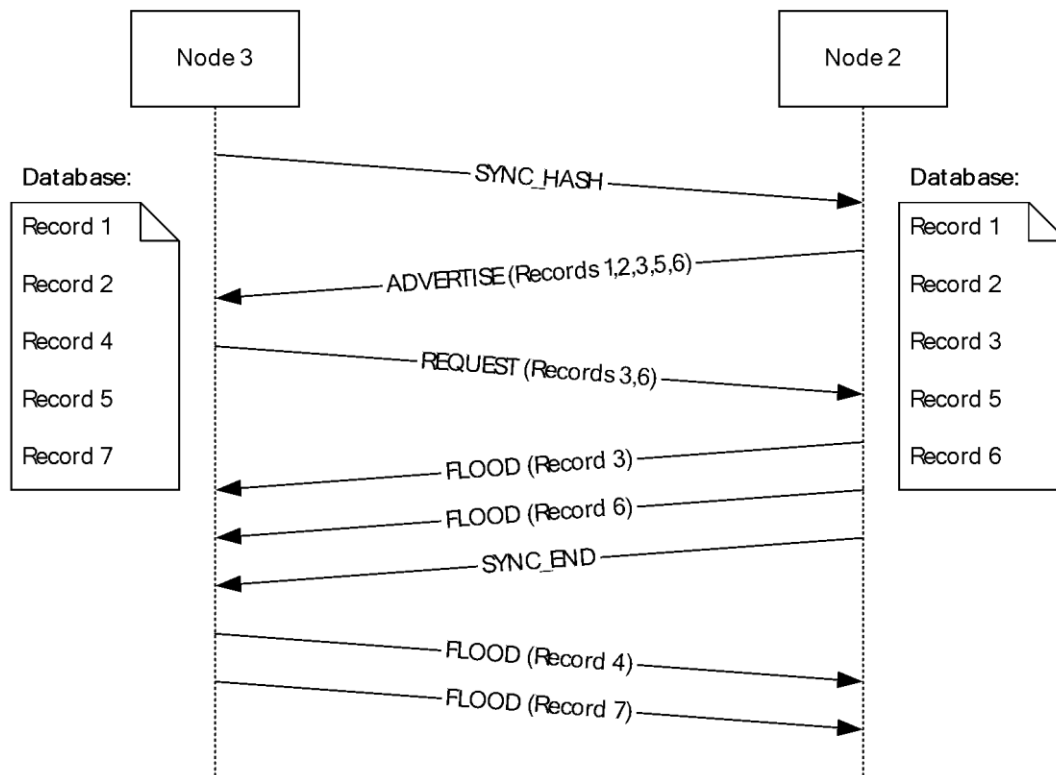 Node 3
Node 2
SYNC_HASH
Database:
Record 1
Record 2
Record 4
Record 5
Record 7
Database:
Record 1
Record 2
Record 3
Record 5
Record 6
ADVERTISE (Records 1,2,3,5,6)
REQUEST (Records 3,6)
FLOOD (Record 3)
FLOOD (Record 6)
SYNC_END
FLOOD (Record 4)
FLOOD (Record 7)